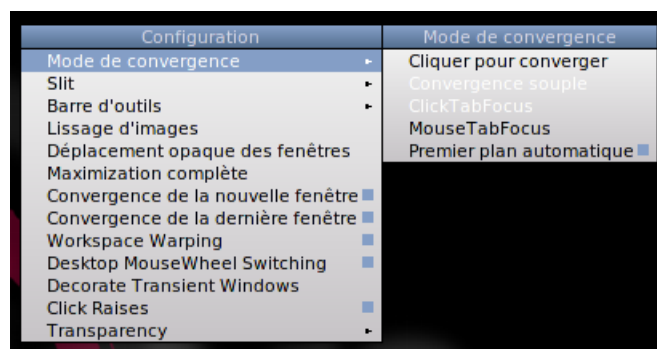 Configuration
Mode de convergence
Slit
Barre d'outils
Lissage d'images
Déplacement opaque des fenêtres
Maximization complète
Convergence de la nouvelle fenêtre
Convergence de la dernière fenêtre
Workspace Warping
Desktop MouseWheel Switching
Decorate Transient Windows
Click Raises
Transparency
Mode de convergence
Cliquer pour converger
Convergence souple
ClickTabFocus
MouseTabFocus
Premier plan automatique